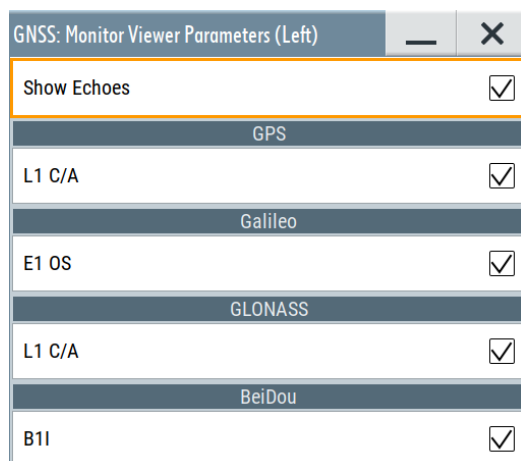 GNSS: Monitor Viewer Parameters (Left)
Show Echoes
GPS
L1 C/A
Galileo
E1 OS
GLONASS
L1 C/A
BeiDou
B1I